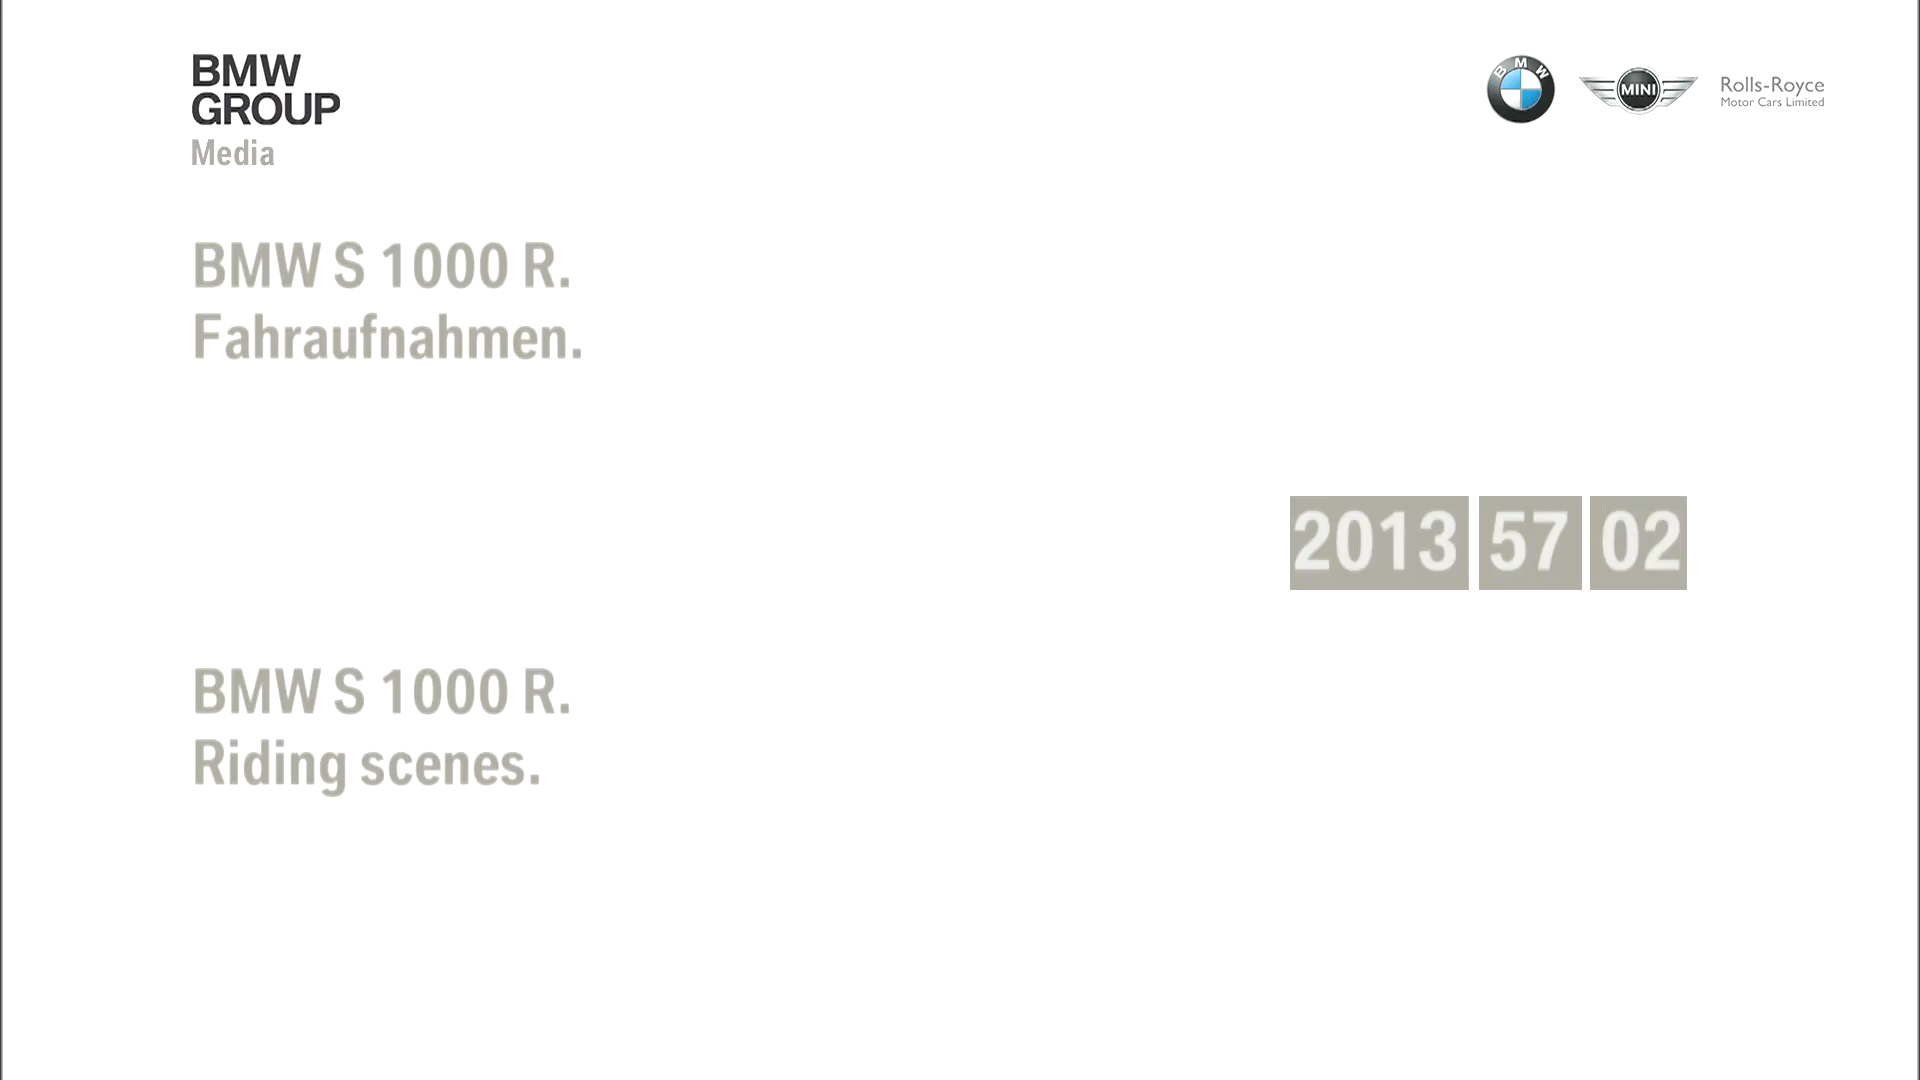 BMW
GROUP
Media
BMW
MINI
Rolls-Royce
Motor Cars Limited
BMW S 1000 R.
Fahraufnahmen.
2013 57 02
BMW S 1000 R.
Riding scenes.